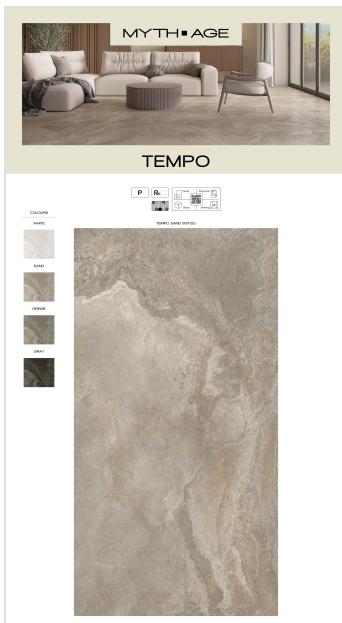 MYTH■AGE
TEMPO
P
R
COLOURS
TEMPO SAND 60X120
WHITE
SAND
GREIGE
GRAY